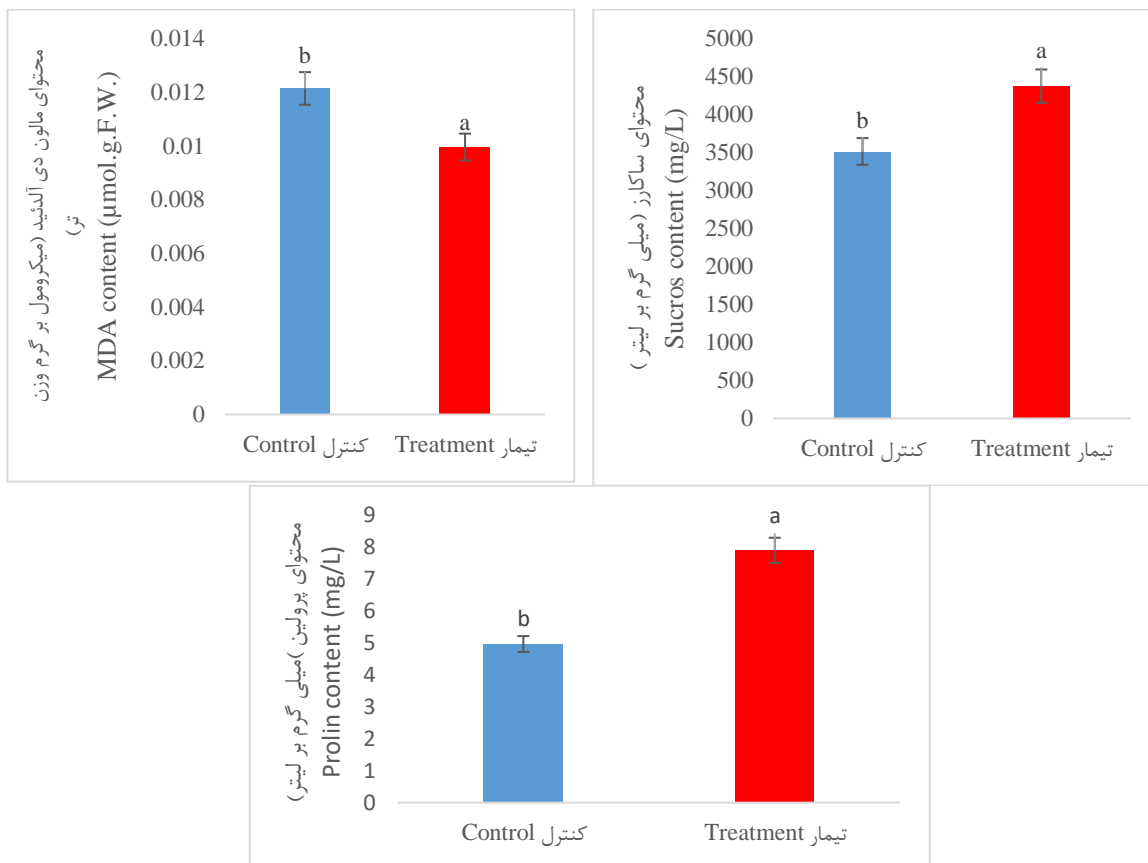 محتوای مالون دی آلدئید (میکرومول بر گرم وزن
تر)
MDA content (µmol.g.F.W.)
0.014
0.012
0.01
0.008
0.006
0.004
0.002
0
b
a
Control کنترل
Treatment تیمار
محتوای ساکارز (میلی گرم بر لیتر )
Sucros content (mg/L)
5000
4500
4000
3500
3000
2500
2000
1500
1000
500
0
b
a
Control کنترل
Treatment تیمار
محتوای پرولین )میلی گرم بر لیتر)
Prolin content (mg/L)
9
8
7
6
5
4
3
2
1
0
b
a
Control کنترل
Treatment تیمار